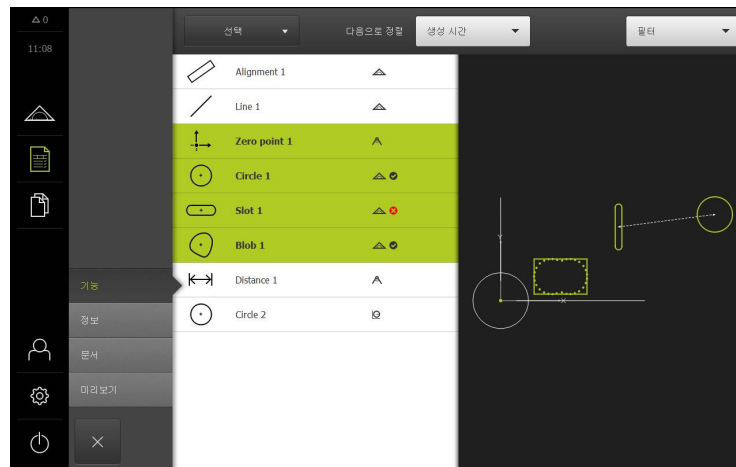 0
선택
다음으로 정렬
생성 시간
필터
11:08
Alignment 1
Line 1
Zero point 1
Circle 1
Slot 1
Blob 1
Distance 1
Circle 2
기능
정보
문서
미리보기
Y
X